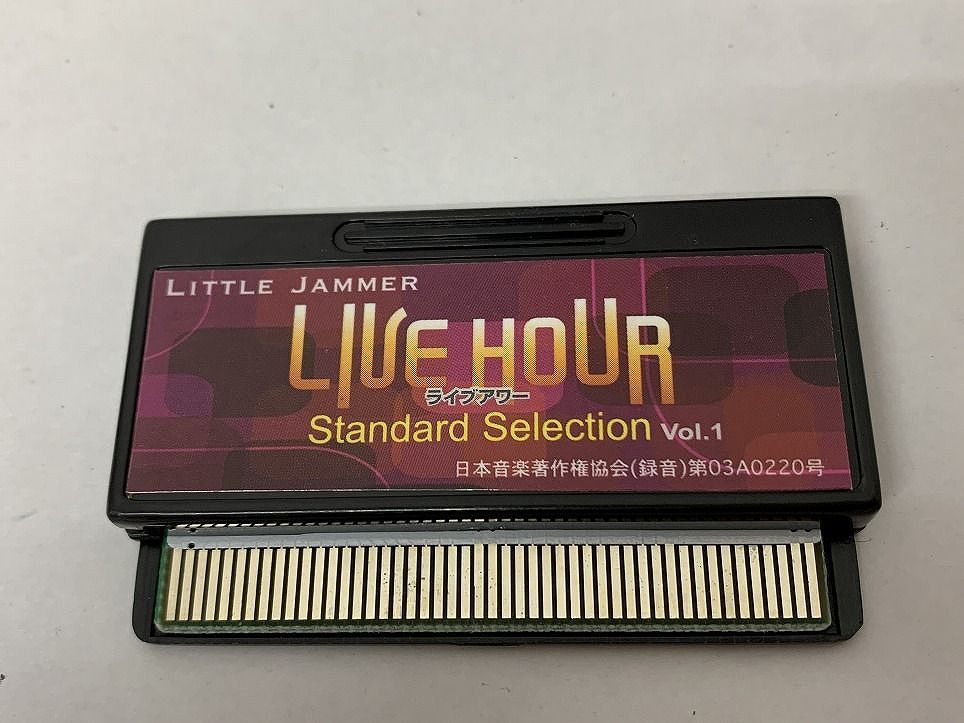 LITTLE JAMMER
LIVE HOUR
ライブアワー
Standard Selection Vol.1
日本音楽著作権協会(録音)第03A0220号